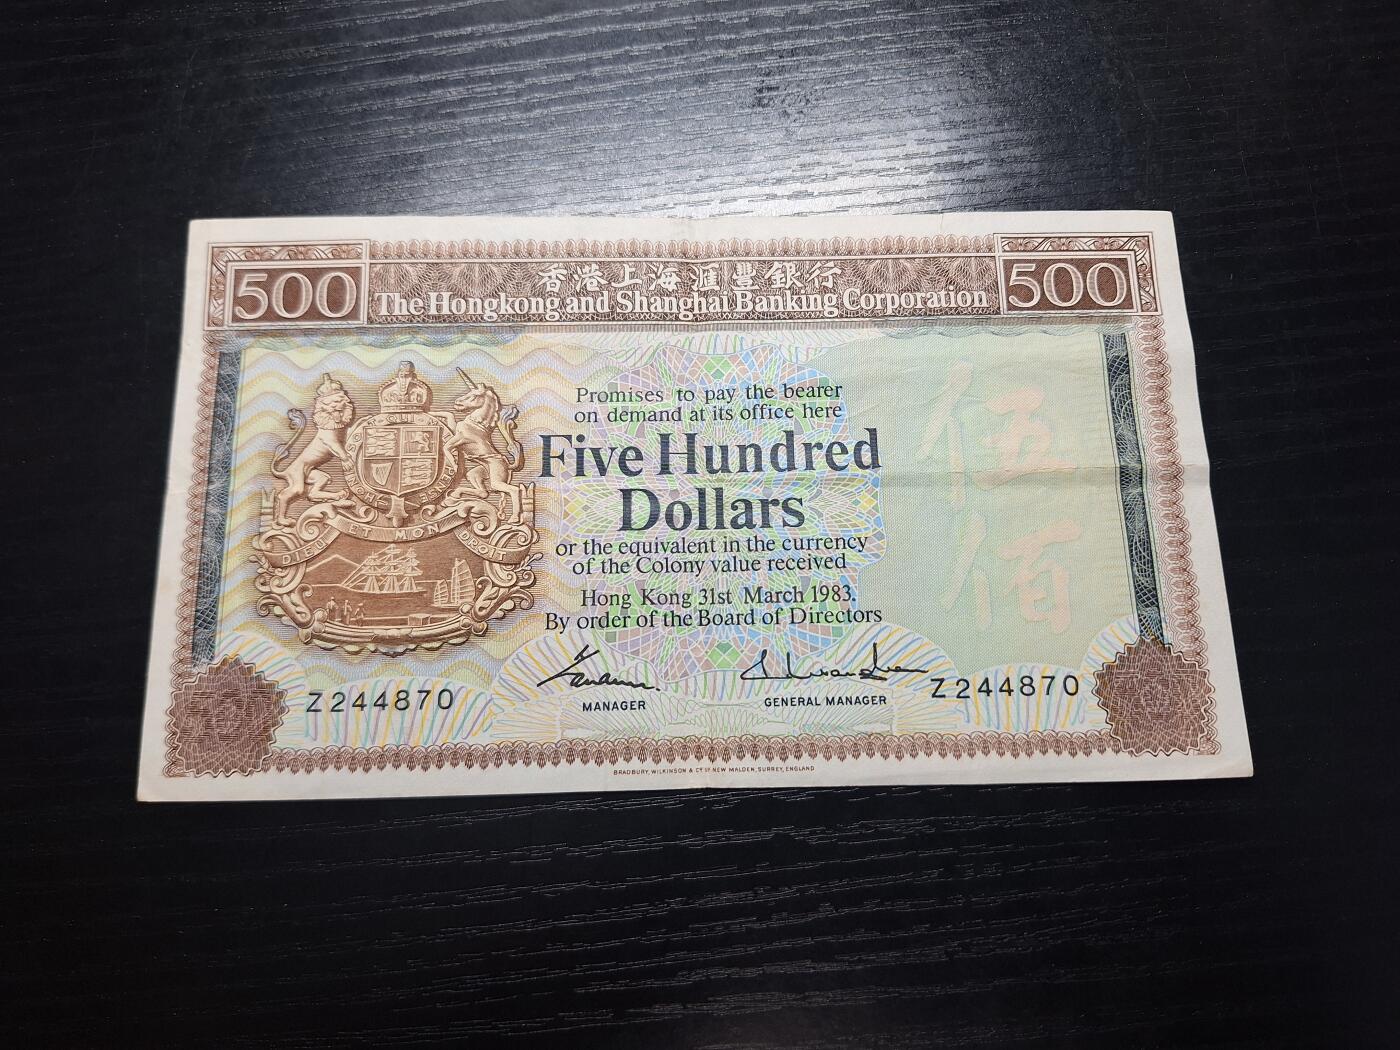 500
香港上海滙豐銀行
500
The Hongkong and Shanghai Banking Corporation
Promises to pay the bearer
on demand at its office here
Five Hundred
Dollars
or the equivalent in the currency
of the Colony value received
Hong Kong 31st March 1983.
By order of the Board of Directors
伍
佰
DIEU ET MON DROIT
Z244870
MANAGER
GENERAL MANAGER
Z244870
BRADBURY, WILKINSON & Cº Lº NEW MALDEN, SURREY, ENGLAND